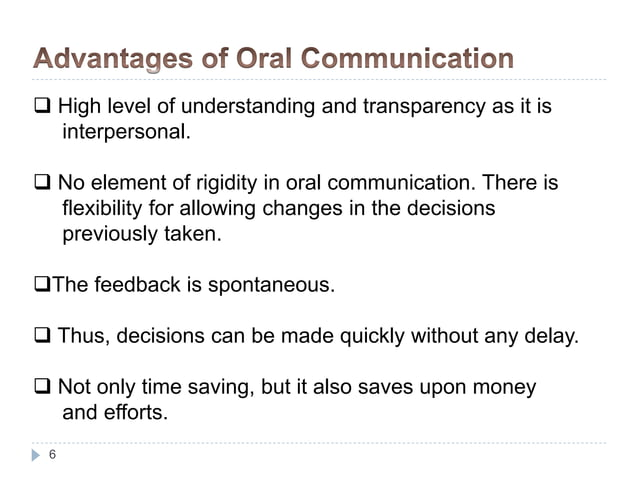 Advantages of Oral Communication
❑ High level of understanding and transparency as it is
interpersonal.
❑ No element of rigidity in oral communication. There is
flexibility for allowing changes in the decisions
previously taken.
❑The feedback is spontaneous.
❑ Thus, decisions can be made quickly without any delay.
❑ Not only time saving, but it also saves upon money
and efforts.
6